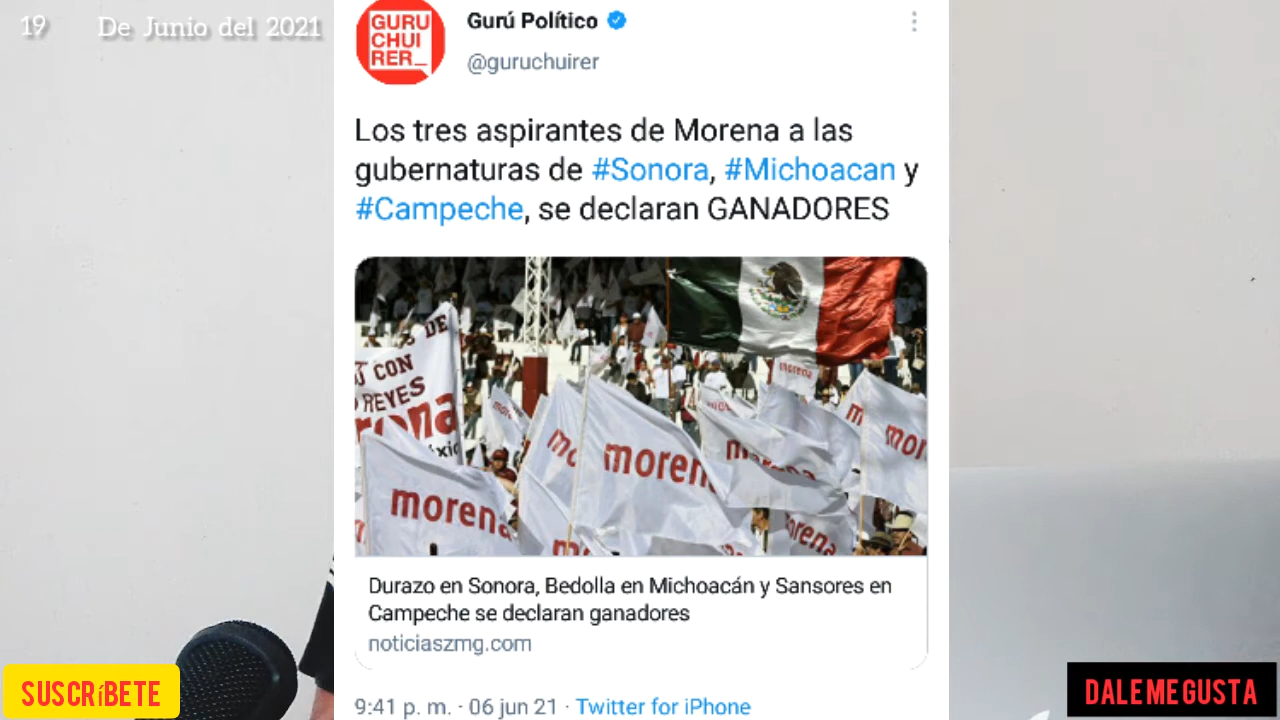 19 De Junio del 2021
GURU
CHUI
RER_
Gurú Político
@guruchuirer
Los tres aspirantes de Morena a las
gubernaturas de #Sonora, #Michoacan y
#Campeche, se declaran GANADORES
DE
CON
REYES
morena
morena
morena
morena
Durazo en Sonora, Bedolla en Michoacán y Sansores en
Campeche se declaran ganadores
noticiaszmg.com
9:41 p. m. · 06 jun 21 · Twitter for iPhone
SUSCRíBETE
DALE ME GUSTA